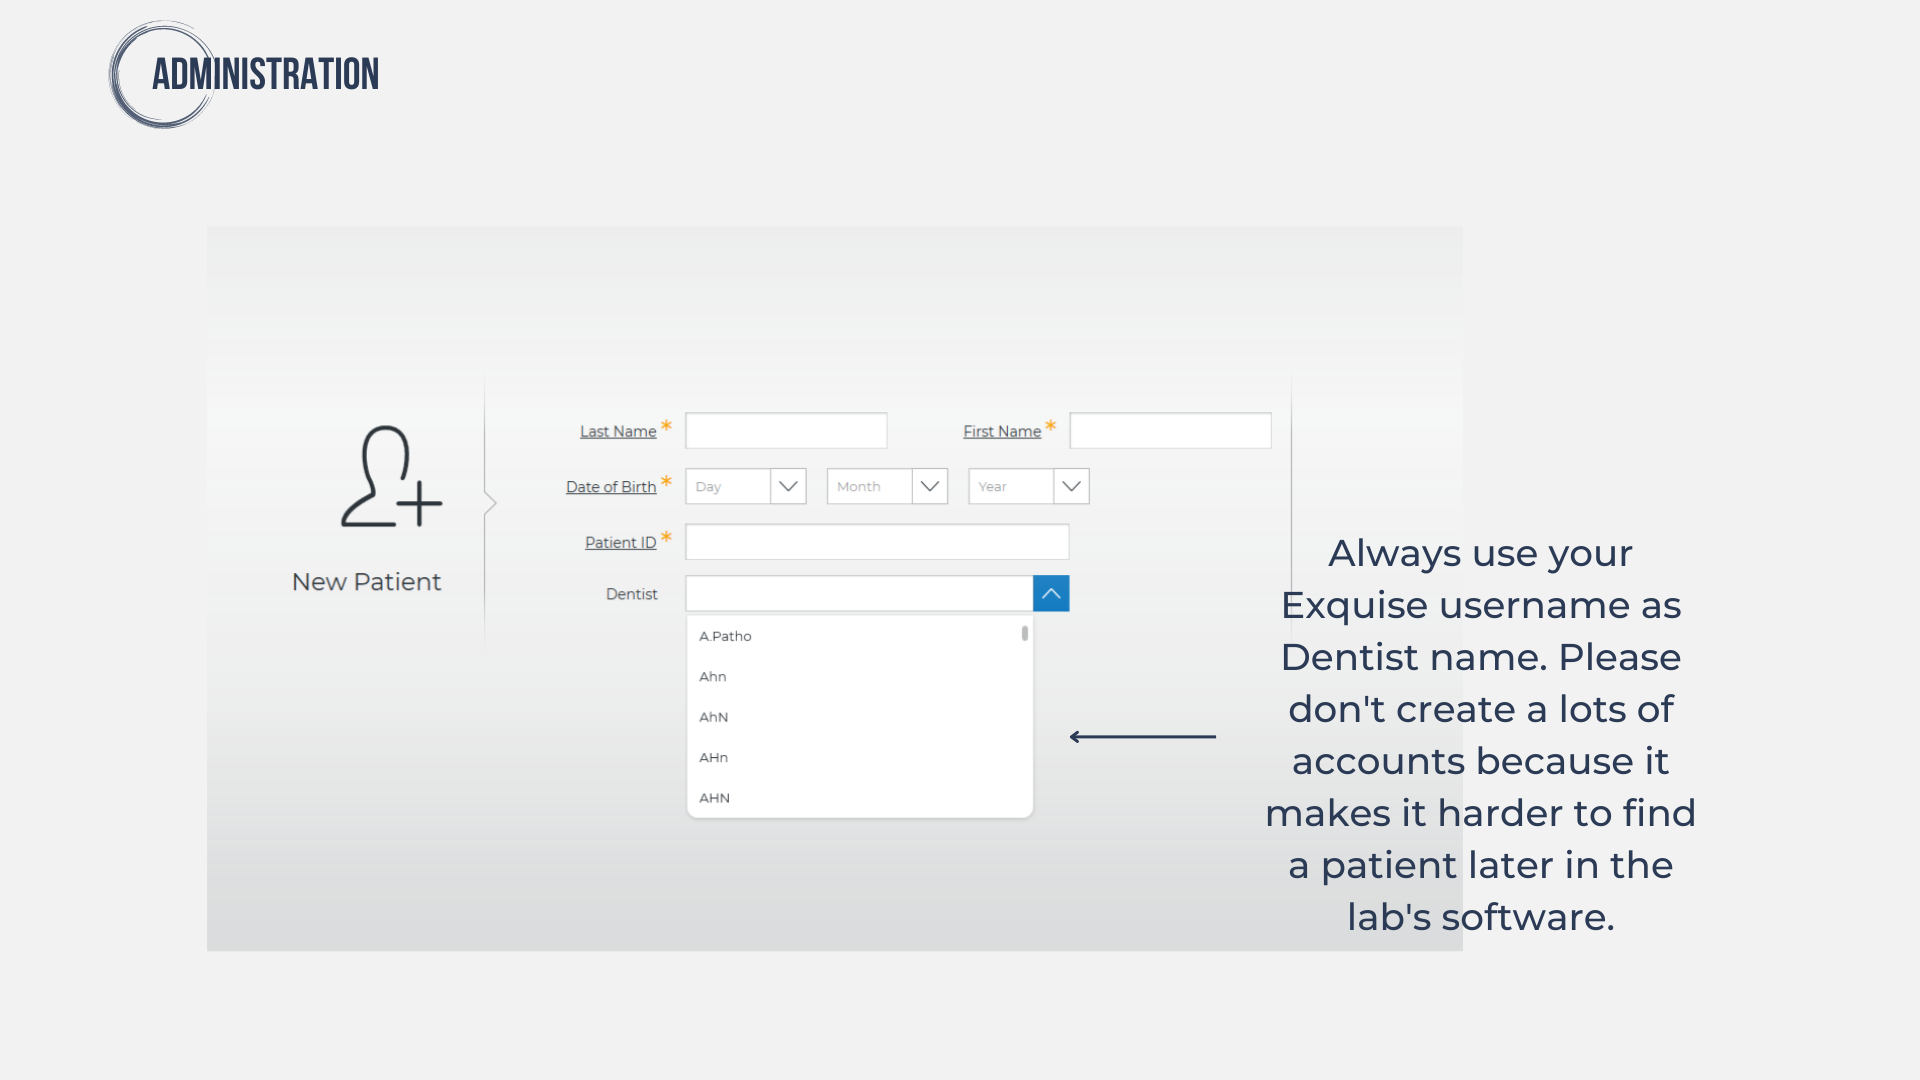 ADMINISTRATION
Last Name * First Name *
Date of Birth * Day Month Year
Patient ID *
New Patient
Dentist
A.Patho
Ahn
AhN
AHn
AHN
Always use your
Exquise username as
Dentist name. Please
don't create a lots of
accounts because it
makes it harder to find
a patient later in the
lab's software.